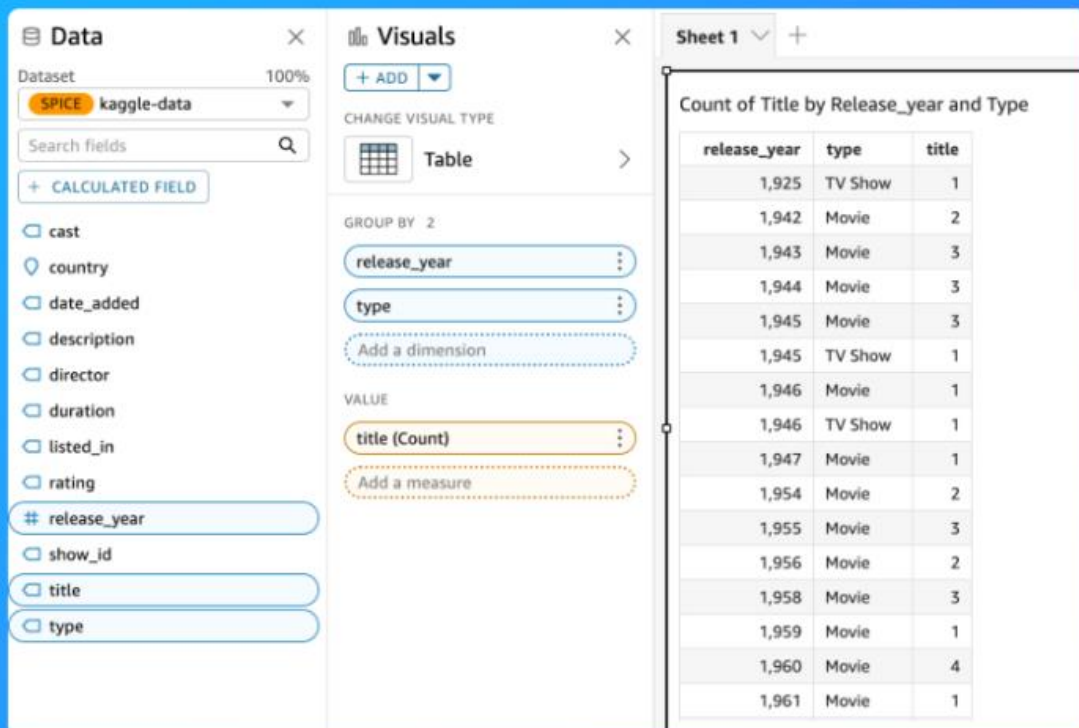 Data
Dataset 100%
SPICE kaggle-data
Search fields
+ CALCULATED FIELD
cast
country
date_added
description
director
duration
listed_in
rating
# release_year
show_id
title
type
Visuals
+ ADD
CHANGE VISUAL TYPE
Table
GROUP BY 2
release_year
type
Add a dimension
VALUE
title (Count)
Add a measure
Sheet 1
Count of Title by Release_year and Type
release_year type title
1,925 TV Show 1
1,942 Movie 2
1,943 Movie 3
1,944 Movie 3
1,945 Movie 3
1,945 TV Show 1
1,946 Movie 1
1,946 TV Show 1
1,947 Movie 1
1,954 Movie 2
1,955 Movie 3
1,956 Movie 2
1,958 Movie 3
1,959 Movie 1
1,960 Movie 4
1,961 Movie 1